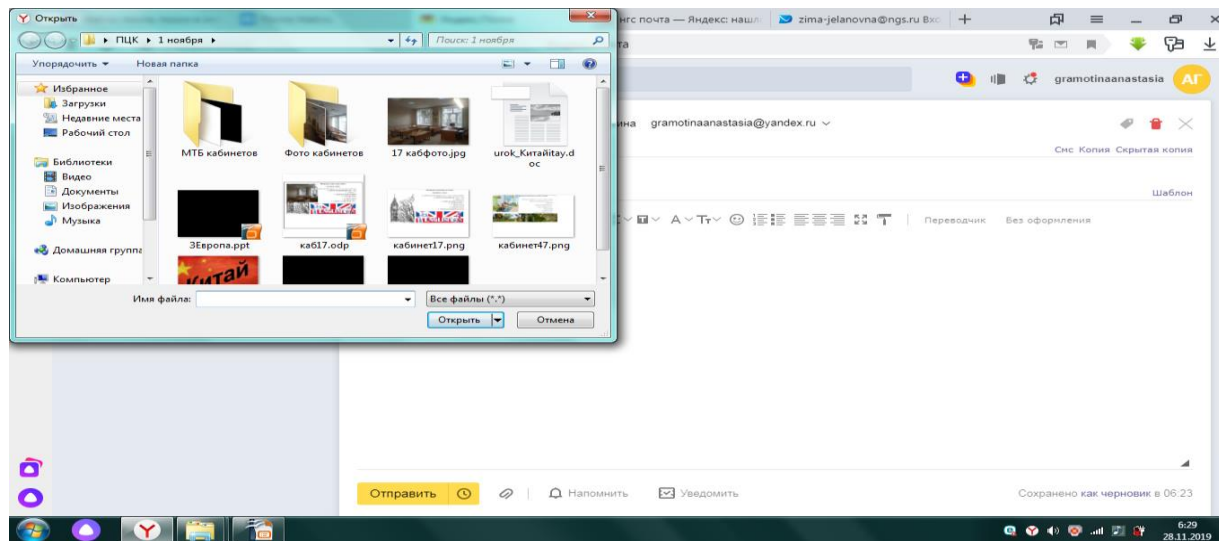 Открыть
нгс почта — Яндекс: нашл
zima-jelanovna@ngs.ru Вхо
ПЦК ▸ 1 ноября ▸
Поиск: 1 ноября
та
Упорядочить
Новая папка
gramotinaanastasia
АГ
Избранное
Загрузки
Недавние места
Рабочий стол
Библиотеки
Видео
Документы
Изображения
Музыка
Домашняя группа
Компьютер
МТБ кабинетов
Фото кабинетов
17 кабфото.jpg
urok_Китайitay.d
oc
3Европа.ppt
каб17.odp
кабинет17.png
кабинет47.png
Китай
Имя файла:
Все файлы (*.*)
Открыть
Отмена
ина gramotinaanastasia@yandex.ru
Смс Копия Скрытая копия
Шаблон
Переводчик Без оформления
Отправить
Напомнить
Уведомить
Сохранено как черновик в 06:23
6:29
28.11.2019